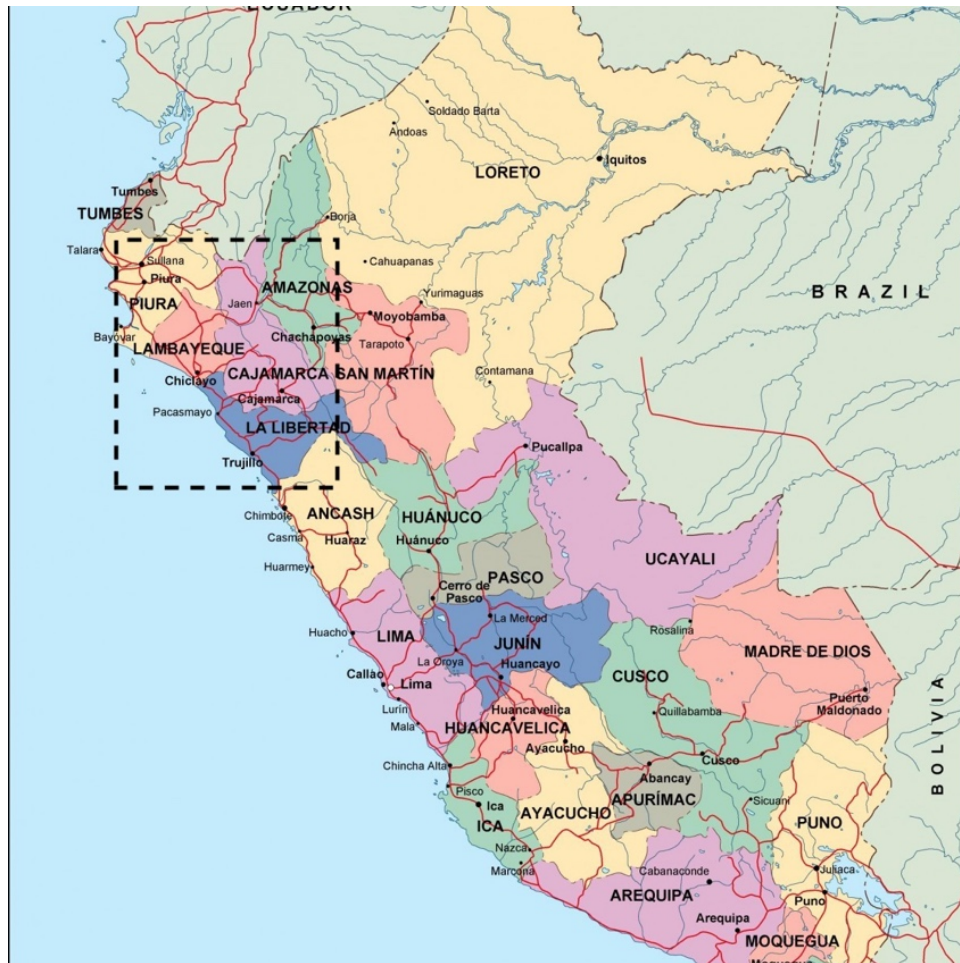 ECUADOR
Soldado Barta
Andoas
Iquitos
LORETO
Tumbes
TUMBES
Borja
Talara
Sullana
Cahuapanas
Piura
AMAZONAS
PIURA
Jaen
Yurimaguas
BRAZIL
Moyobamba
Bayóvar
Chachapoyas
Tarapoto
LAMBAYEQUE
Chiclayo
CAJAMARCA
SAN MARTÍN
Contamana
Cajamarca
Pacasmayo
LA LIBERTAD
Pucallpa
Trujillo
Chimbote
ANCASH
HUÁNUCO
Casma
Huaraz
Huánuco
UCAYALI
Huarmey
PASCO
Cerro de
Pasco
La Merced
Rosalina
Huacho
LIMA
JUNÍN
MADRE DE DIOS
La Oroya
Huancayo
CUSCO
Callao
Lima
Puerto
Maldonado
Lurín
Huancavelica
Quillabamba
Mala
HUANCAVELICA
BOLIVIA
Ayacucho
Cusco
Chincha Alta
Abancay
Pisco
Ica
APURÍMAC
Sicuani
AYACUCHO
ICA
PUNO
Nazca
Marcona
Cabanaconde
Juliaca
AREQUIPA
Puno
Arequipa
MOQUEGUA
Moquegua